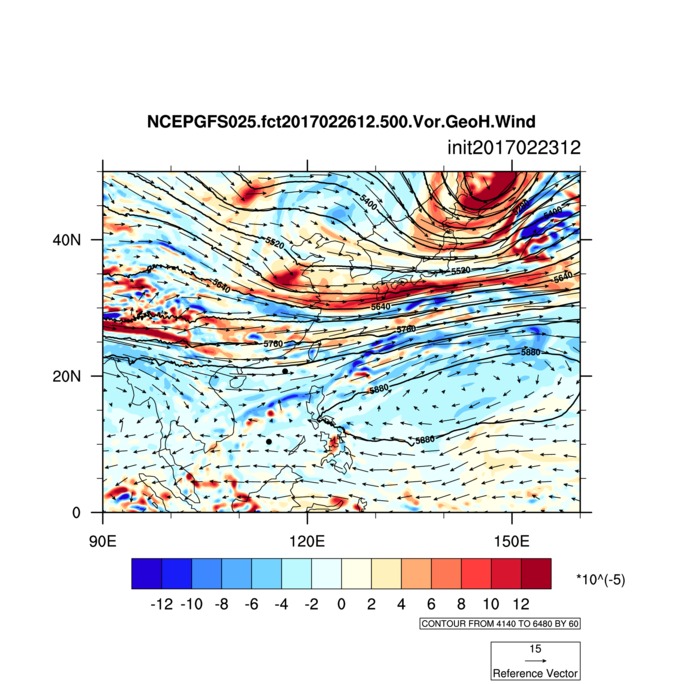 NCEPGFS025.fct2017022612.500.Vor.GeoH.Wind
init2017022312
5400
5400
5520
5520
5640
5640
5640
5760
5760
5880
5880
5880
40N
20N
0
90E 120E 150E
-12 -10 -8 -6 -4 -2 0 2 4 6 8 10 12
*10^(-5)
CONTOUR FROM 4140 TO 6480 BY 60
15
Reference Vector